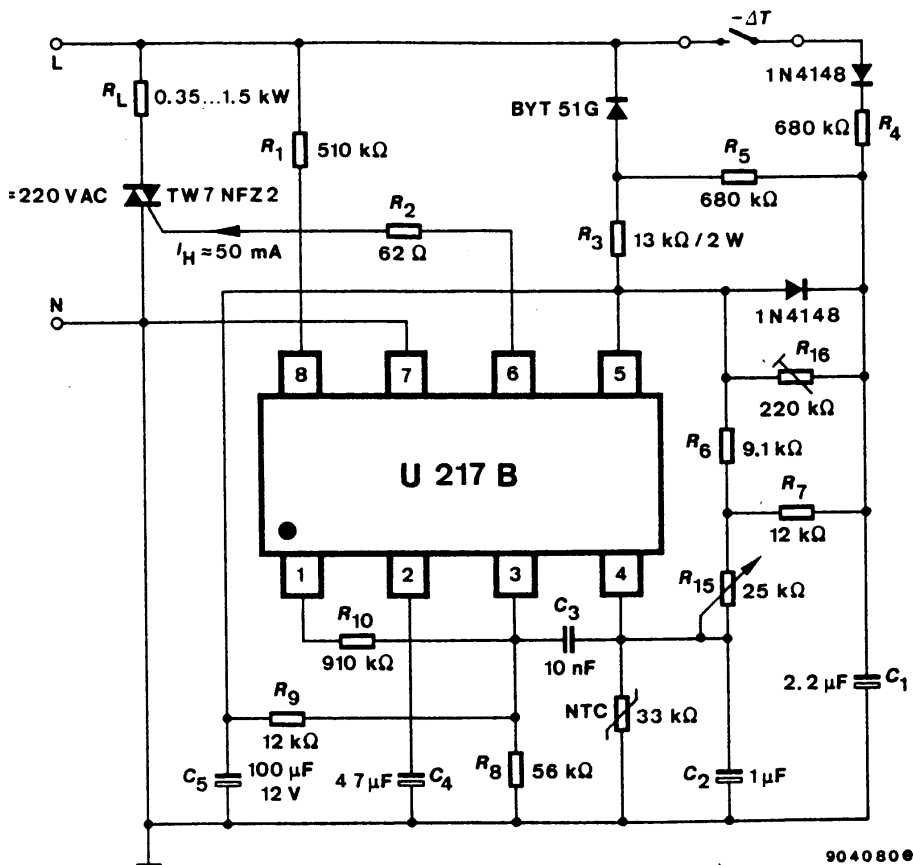 -ΔT
L
1N4148
R_L
0.35...1.5 kW
BYT 51G
680 kΩ
R_4
R_1
510 kΩ
R_5
680 kΩ
=220 VAC
TW7 NFZ2
R_2
62 Ω
I_H ≈ 50 mA
R_3
13 kΩ / 2 W
N
1N4148
8
7
6
5
R_16
220 kΩ
R_6
9.1 kΩ
U 217 B
R_7
12 kΩ
1
2
3
4
R_15
25 kΩ
C_3
10 nF
R_10
910 kΩ
R_9
12 kΩ
NTC
33 kΩ
2.2 µF
C_1
C_5
100 µF
12 V
47 µF
C_4
R_8
56 kΩ
C_2
1 µF
904080e